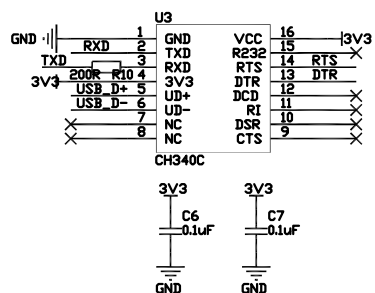 U3
GND 1 GND VCC 16 3V3
RXD 2 TXD R232 15
TXD 3 RXD RTS 14 RTS
200R R10 4 3V3 DTR 13 DTR
3V3
USB_D+ 5 UD+ DCD 12
USB_D- 6 UD- RI 11
7 NC DSR 10
8 NC CTS 9
CH340C
3V3 3V3
C6 C7
0.1uF 0.1uF
GND GND